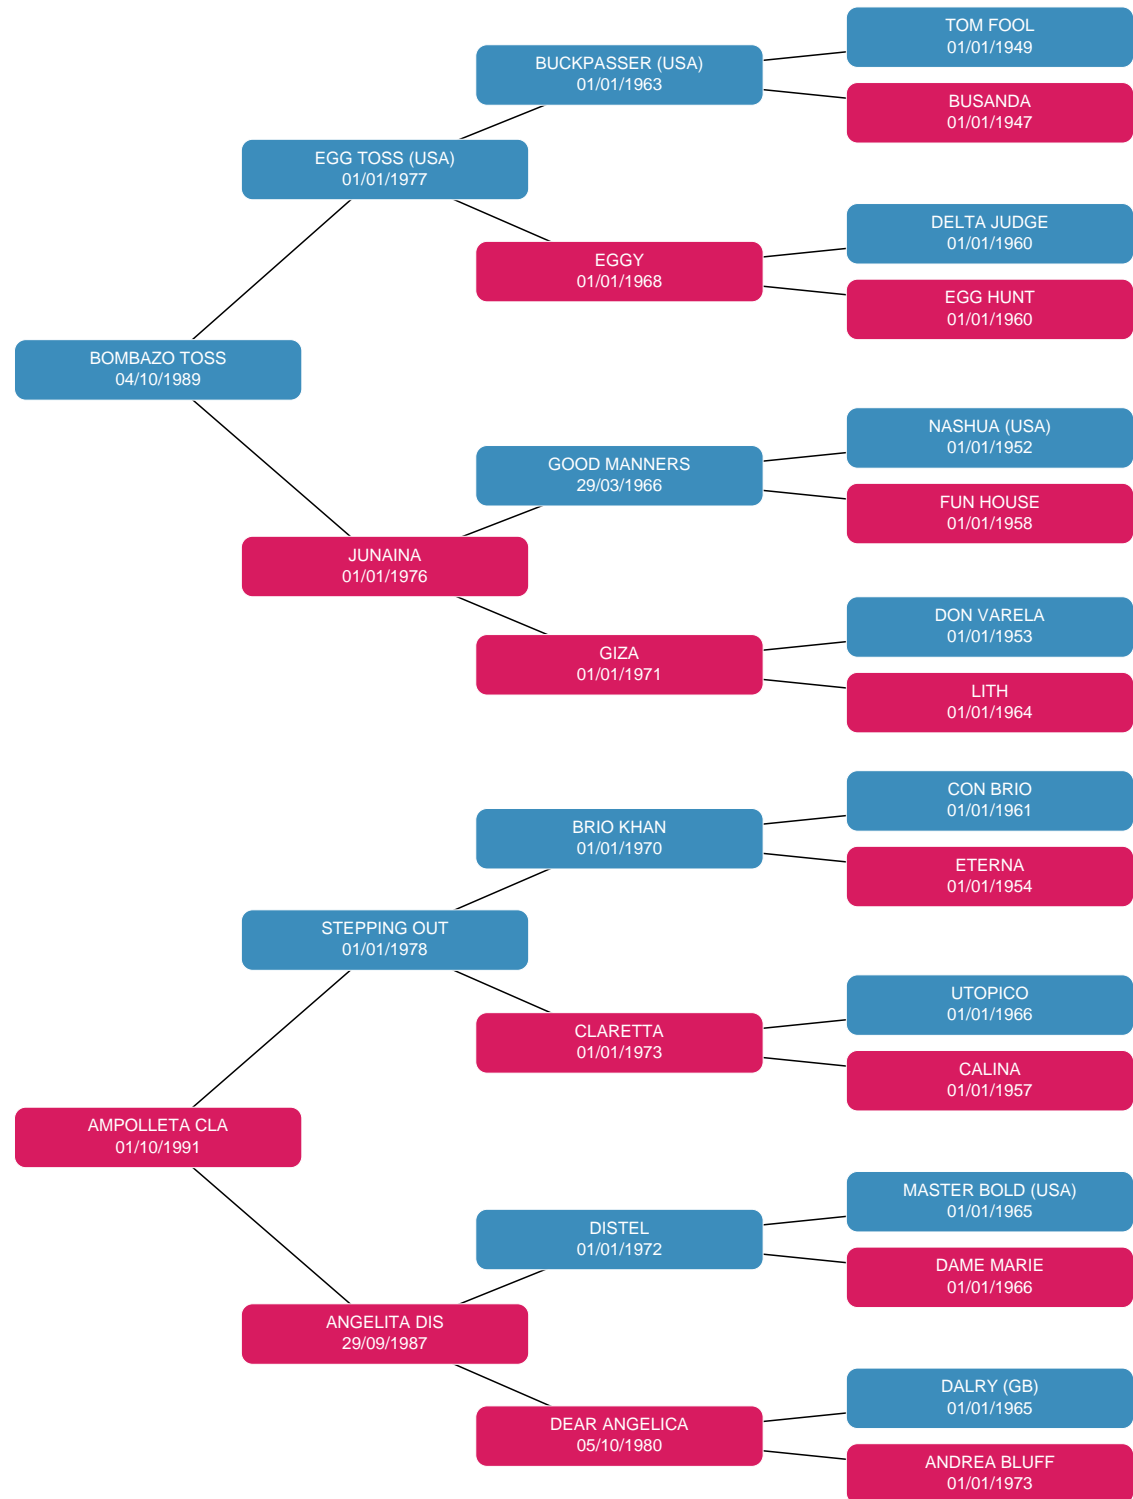 TOM FOOL
01/01/1949
BUCKPASSER (USA)
01/01/1963
BUSANDA
01/01/1947
EGG TOSS (USA)
01/01/1977
DELTA JUDGE
01/01/1960
EGGY
01/01/1968
EGG HUNT
01/01/1960
BOMBAZO TOSS
04/10/1989
NASHUA (USA)
01/01/1952
GOOD MANNERS
29/03/1966
FUN HOUSE
01/01/1958
JUNAINA
01/01/1976
DON VARELA
01/01/1953
GIZA
01/01/1971
LITH
01/01/1964
CON BRIO
01/01/1961
BRIO KHAN
01/01/1970
ETERNA
01/01/1954
STEPPING OUT
01/01/1978
UTOPICO
01/01/1966
CLARETTA
01/01/1973
CALINA
01/01/1957
AMPOLLETA CLA
01/10/1991
MASTER BOLD (USA)
01/01/1965
DISTEL
01/01/1972
DAME MARIE
01/01/1966
ANGELITA DIS
29/09/1987
DALRY (GB)
01/01/1965
DEAR ANGELICA
05/10/1980
ANDREA BLUFF
01/01/1973